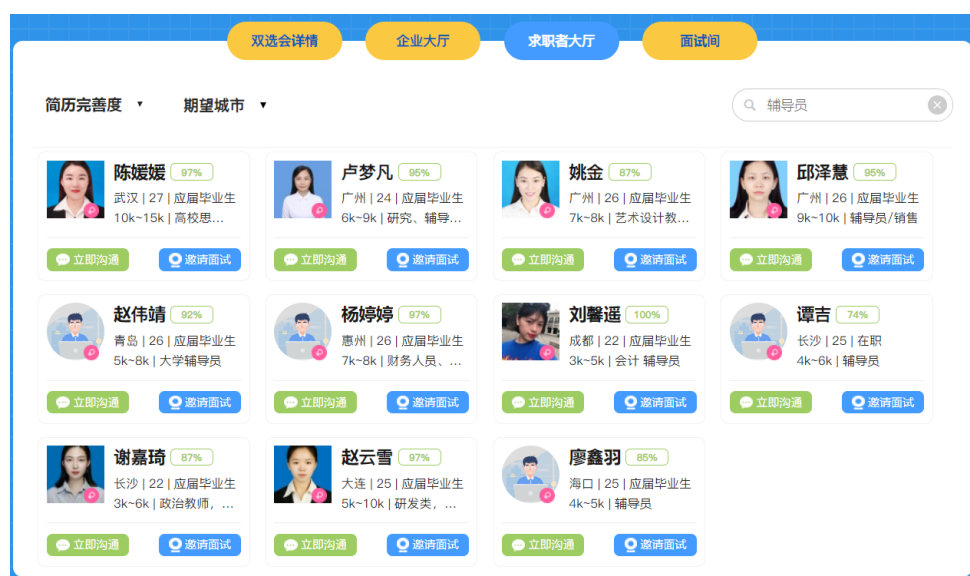 双选会详情
企业大厅
求职者大厅
面试间
简历完善度
期望城市
辅导员
陈媛媛 97%
武汉 | 27 | 应届毕业生
10k~15k | 高校思...
立即沟通
邀请面试
卢梦凡 95%
广州 | 24 | 应届毕业生
6k~9k | 研究、辅导...
立即沟通
邀请面试
姚金 87%
广州 | 26 | 应届毕业生
7k~8k | 艺术设计教...
立即沟通
邀请面试
邱泽慧 95%
广州 | 26 | 应届毕业生
9k~10k | 辅导员/销售
立即沟通
邀请面试
赵伟靖 92%
青岛 | 26 | 应届毕业生
5k~8k | 大学辅导员
立即沟通
邀请面试
杨婷婷 97%
惠州 | 26 | 应届毕业生
7k~8k | 财务人员、...
立即沟通
邀请面试
刘馨遥 100%
成都 | 22 | 应届毕业生
3k~5k | 会计 辅导员
立即沟通
邀请面试
谭吉 74%
长沙 | 25 | 在职
4k~6k | 辅导员
立即沟通
邀请面试
谢嘉琦 87%
长沙 | 22 | 应届毕业生
3k~6k | 政治教师，...
立即沟通
邀请面试
赵云雪 97%
大连 | 25 | 应届毕业生
5k~10k | 研发类，...
立即沟通
邀请面试
廖鑫羽 85%
海口 | 25 | 应届毕业生
4k~5k | 辅导员
立即沟通
邀请面试